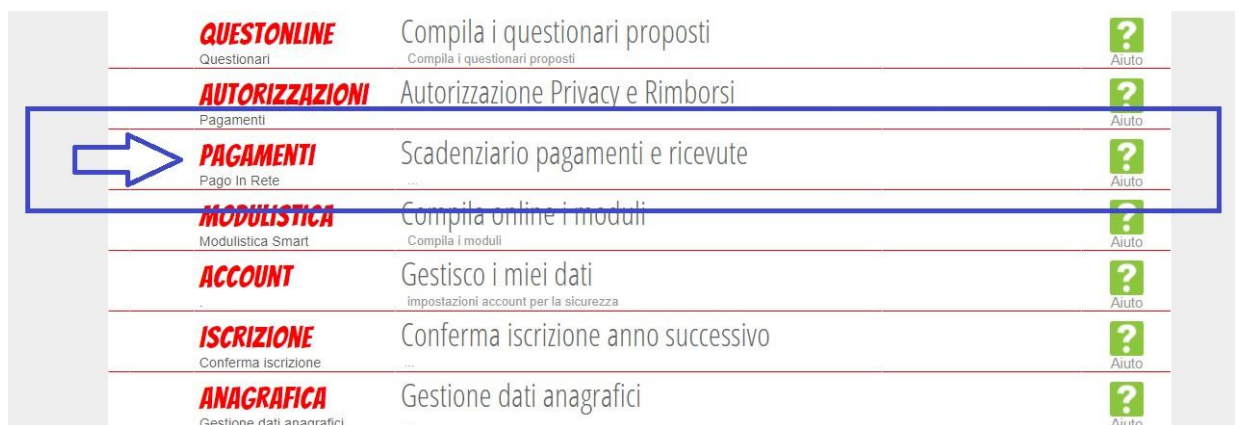 QUESTONLINE Compila i questionari proposti
Questionari Compila i questionari proposti Aiuto
AUTORIZZAZIONI Autorizzazione Privacy e Rimborsi
Pagamenti Aiuto
PAGAMENTI Scadenziario pagamenti e ricevute
Pago In Rete ... Aiuto
MODULISTICA Compila online i moduli
Modulistica Smart Compila i moduli Aiuto
ACCOUNT Gestisco i miei dati
. impostazioni account per la sicurezza Aiuto
ISCRIZIONE Conferma iscrizione anno successivo
Conferma iscrizione ... Aiuto
ANAGRAFICA Gestione dati anagrafici
Gestione dati anagrafici Aiuto